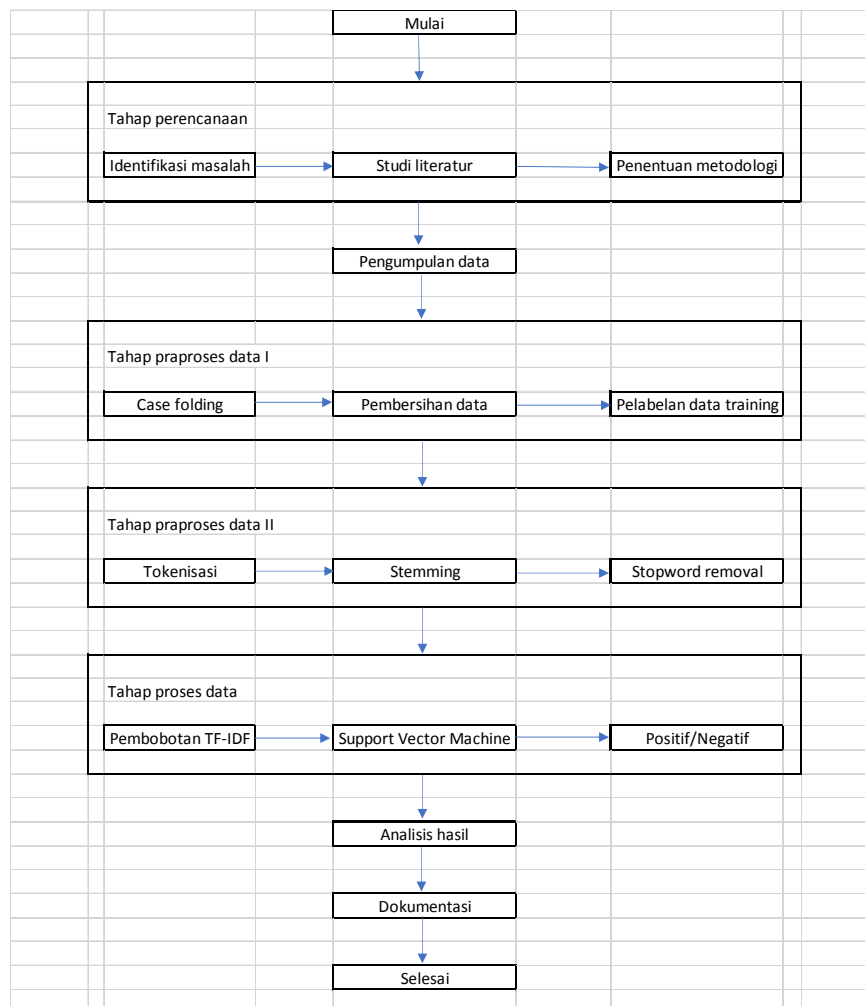 Mulai
Tahap perencanaan
Identifikasi masalah
Studi literatur
Penentuan metodologi
Pengumpulan data
Tahap praproses data I
Case folding
Pembersihan data
Pelabelan data training
Tahap praproses data II
Tokenisasi
Stemming
Stopword removal
Tahap proses data
Pembobotan TF-IDF
Support Vector Machine
Positif/Negatif
Analisis hasil
Dokumentasi
Selesai